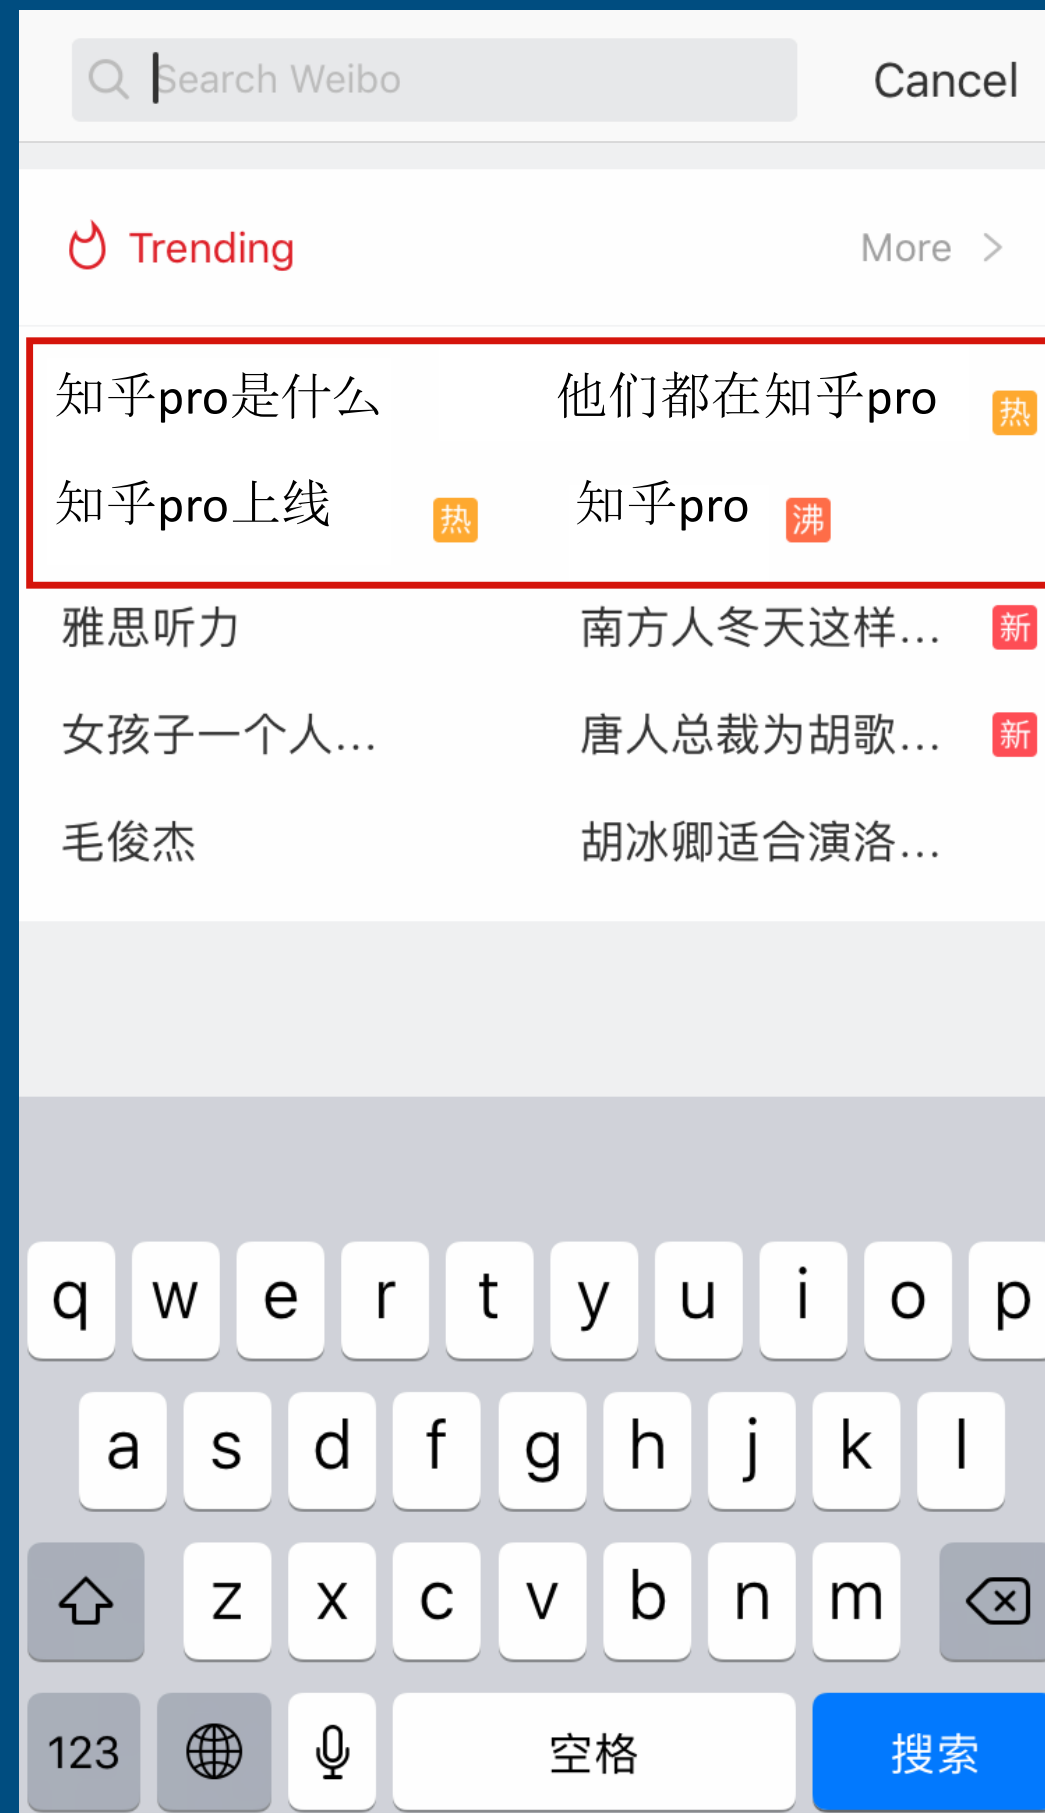 Search Weibo Cancel
Trending More
知乎pro是什么 他们都在知乎pro 热
知乎pro上线 热 知乎pro 沸
雅思听力 南方人冬天这样... 新
女孩子一个人... 唐人总裁为胡歌... 新
毛俊杰 胡冰卿适合演洛...
q w e r t y u i o p
a s d f g h j k l
z x c v b n m
123 空格 搜索